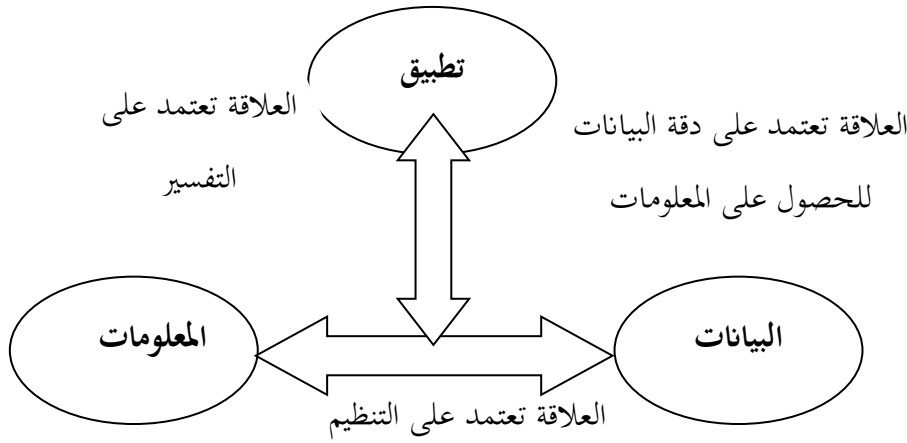 تطبيق
العلاقة تعتمد على دقة البيانات
للحصول على المعلومات
العلاقة تعتمد على
التفسير
البيانات
المعلومات
العلاقة تعتمد على التنظيم